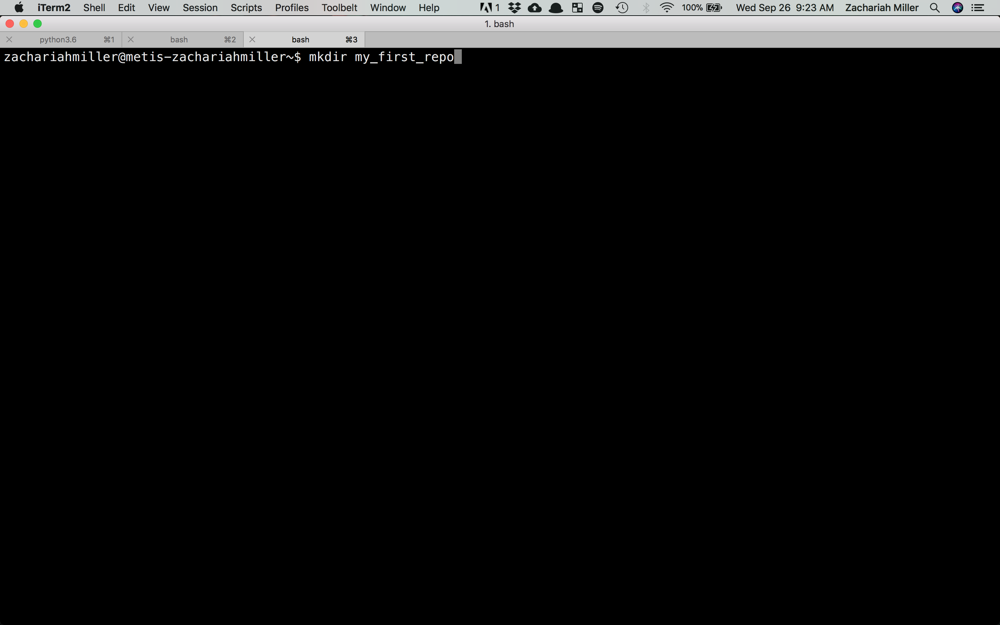 iTerm2 Shell Edit View Session Scripts Profiles Toolbelt Window Help 1 100% Wed Sep 26 9:23 AM Zachariah Miller
1. bash
python3.6 ⌘1 bash ⌘2 bash ⌘3
zachariahmiller@metis-zachariahmiller~$ mkdir my_first_repo